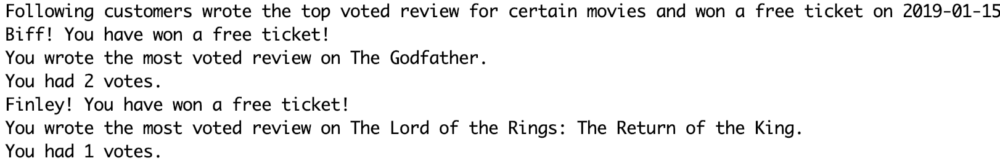 Following customers wrote the top voted review for certain movies and won a free ticket on 2019-01-15
Biff! You have won a free ticket!
You wrote the most voted review on The Godfather.
You had 2 votes.
Finley! You have won a free ticket!
You wrote the most voted review on The Lord of the Rings: The Return of the King.
You had 1 votes.